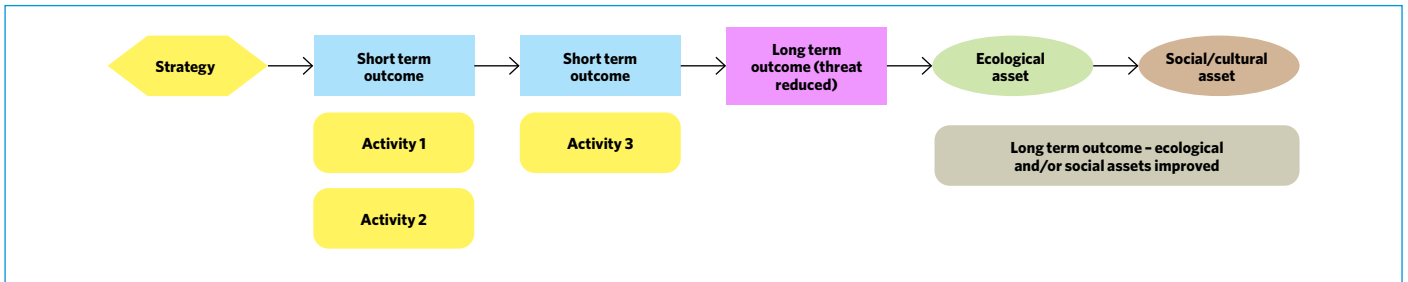 Strategy
Short term
outcome
Short term
outcome
Long term
outcome (threat
reduced)
Ecological
asset
Social/cultural
asset
Activity 1
Activity 3
Long term outcome – ecological
and/or social assets improved
Activity 2